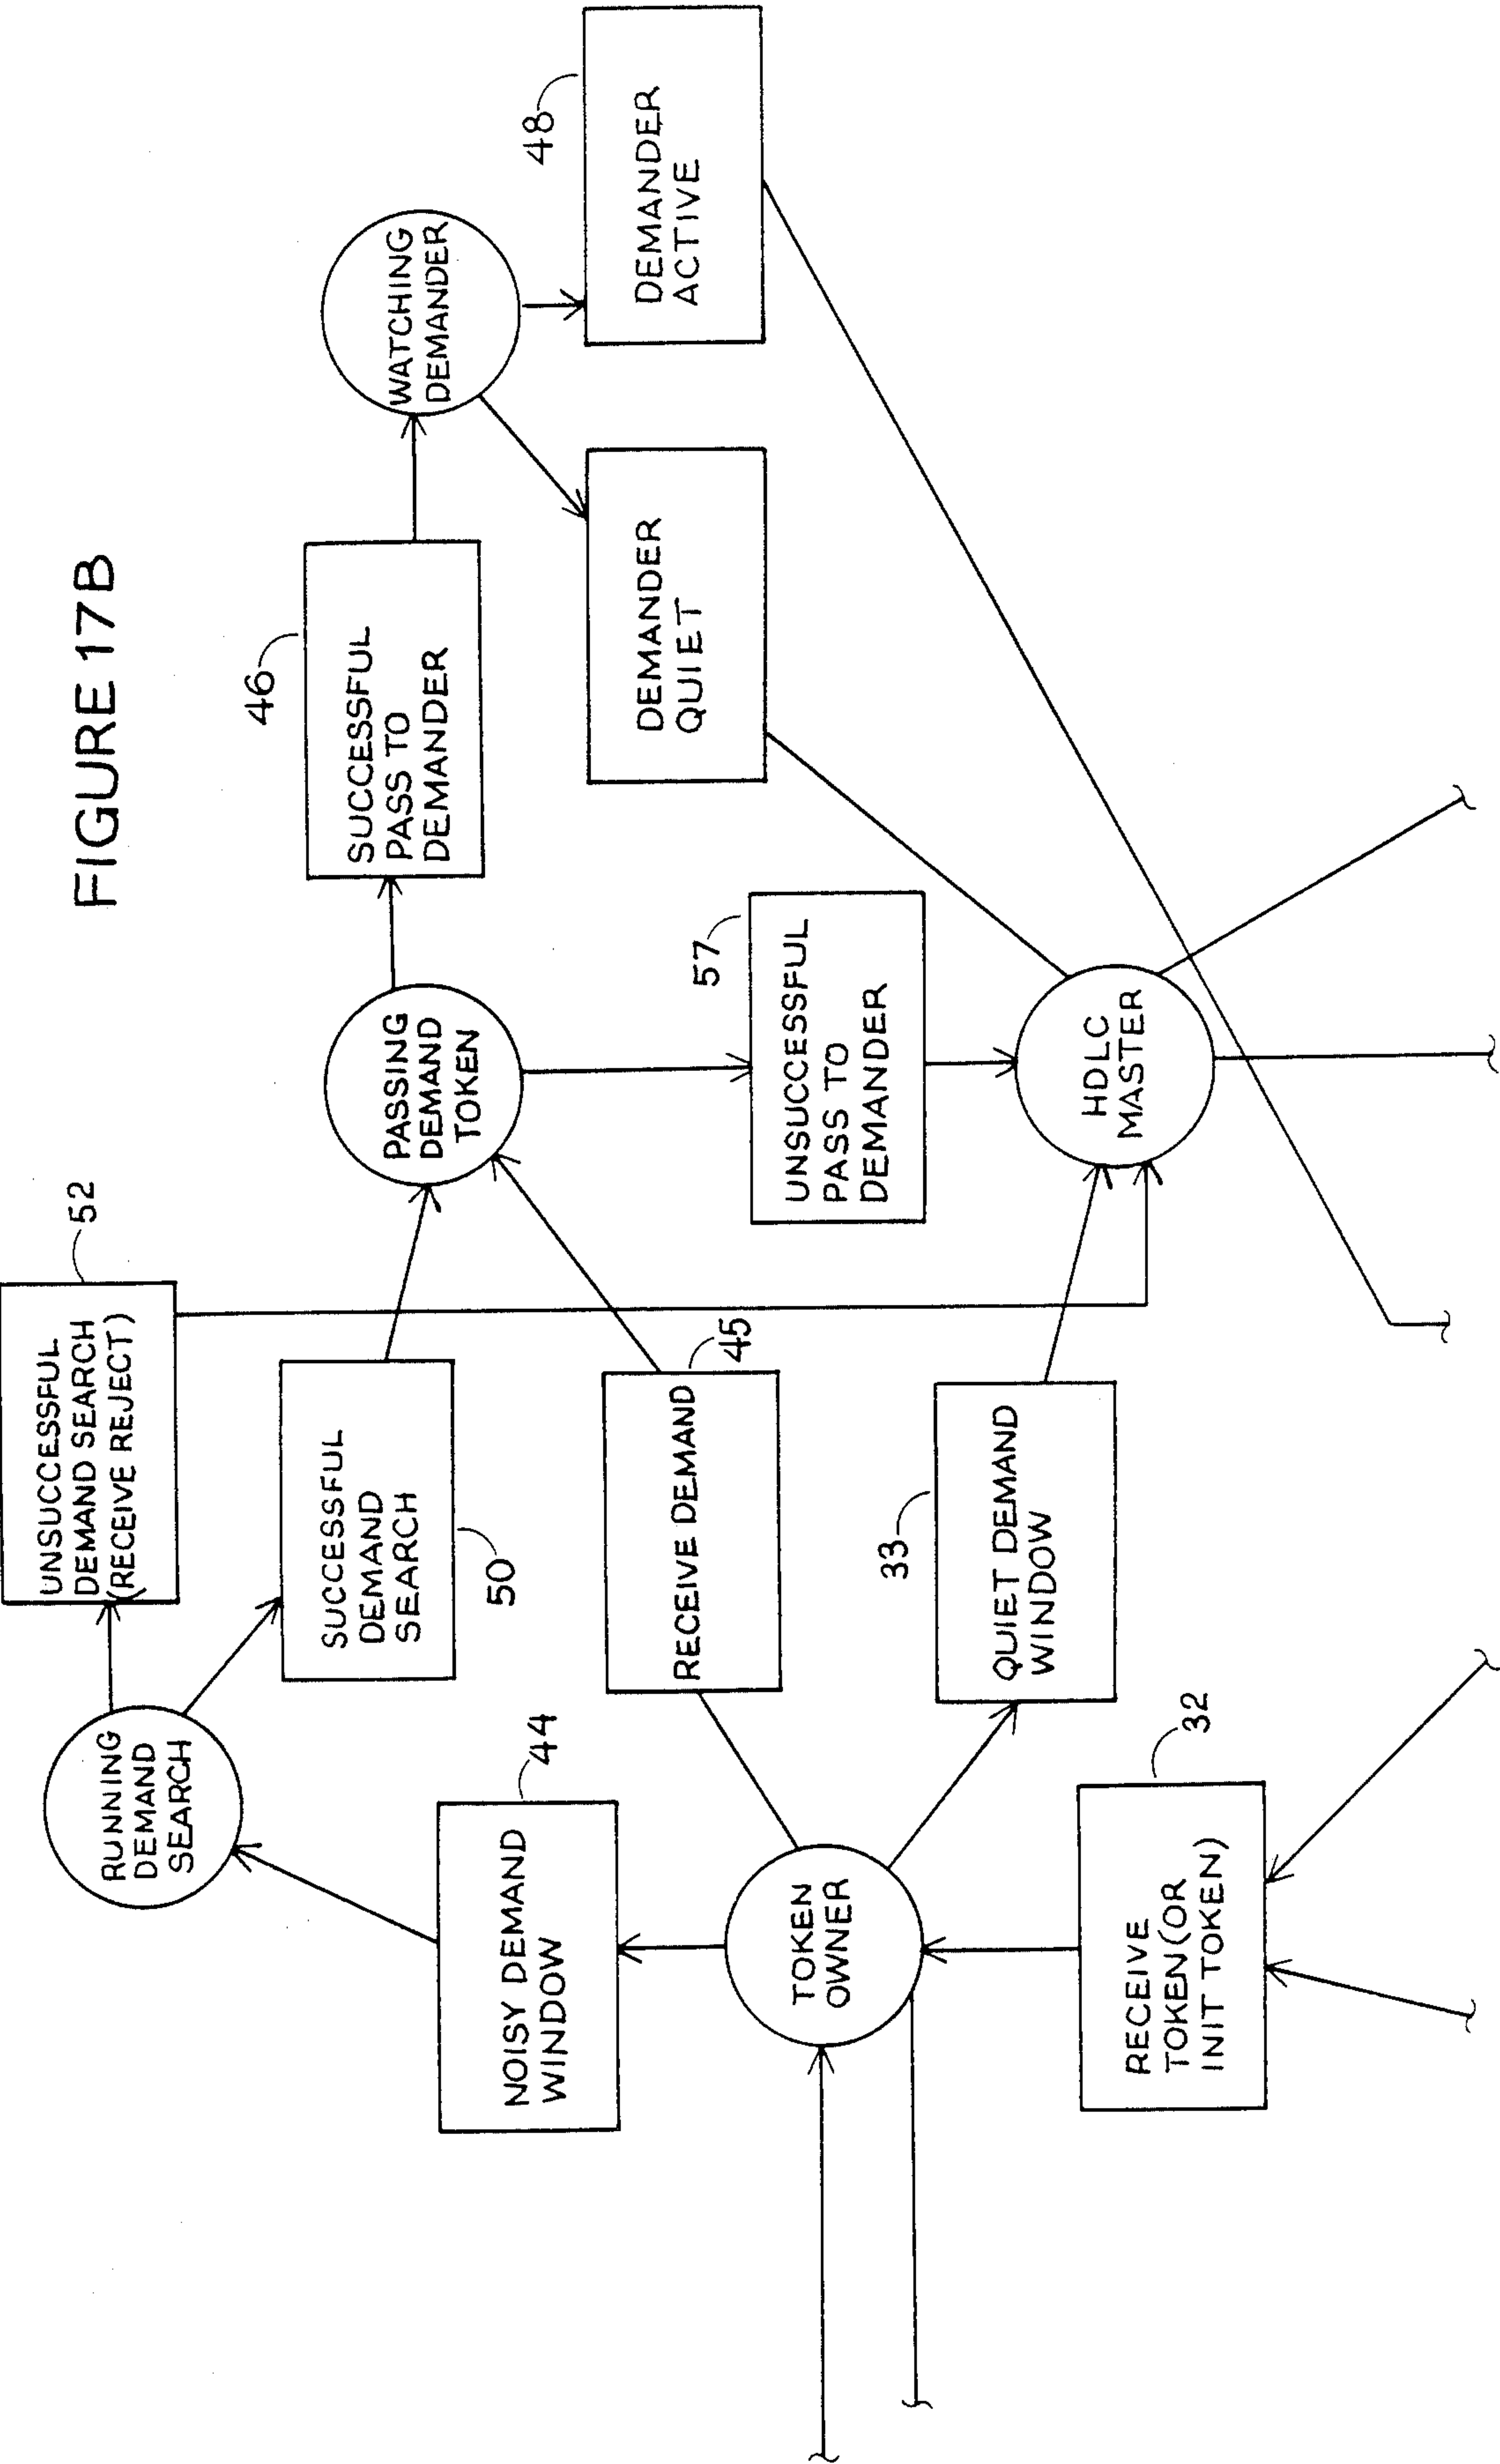 FIGURE 17B
52
UNSUCCESSFUL
DEMAND SEARCH
(RECEIVE REJECT)
RUNNING
DEMAND
SEARCH
SUCCESSFUL
DEMAND
SEARCH
50
46
SUCCESSFUL
PASS TO
DEMANDER
WATCHING
DEMANDER
PASSING
DEMAND
TOKEN
44
NOISY DEMAND
WINDOW
45
RECEIVE DEMAND
57
UNSUCCESSFUL
PASS TO
DEMANDER
DEMANDER
QUIET
48
DEMANDER
ACTIVE
TOKEN
OWNER
33
QUIET DEMAND
WINDOW
HDLC
MASTER
32
RECEIVE
TOKEN(OR
INIT TOKEN)